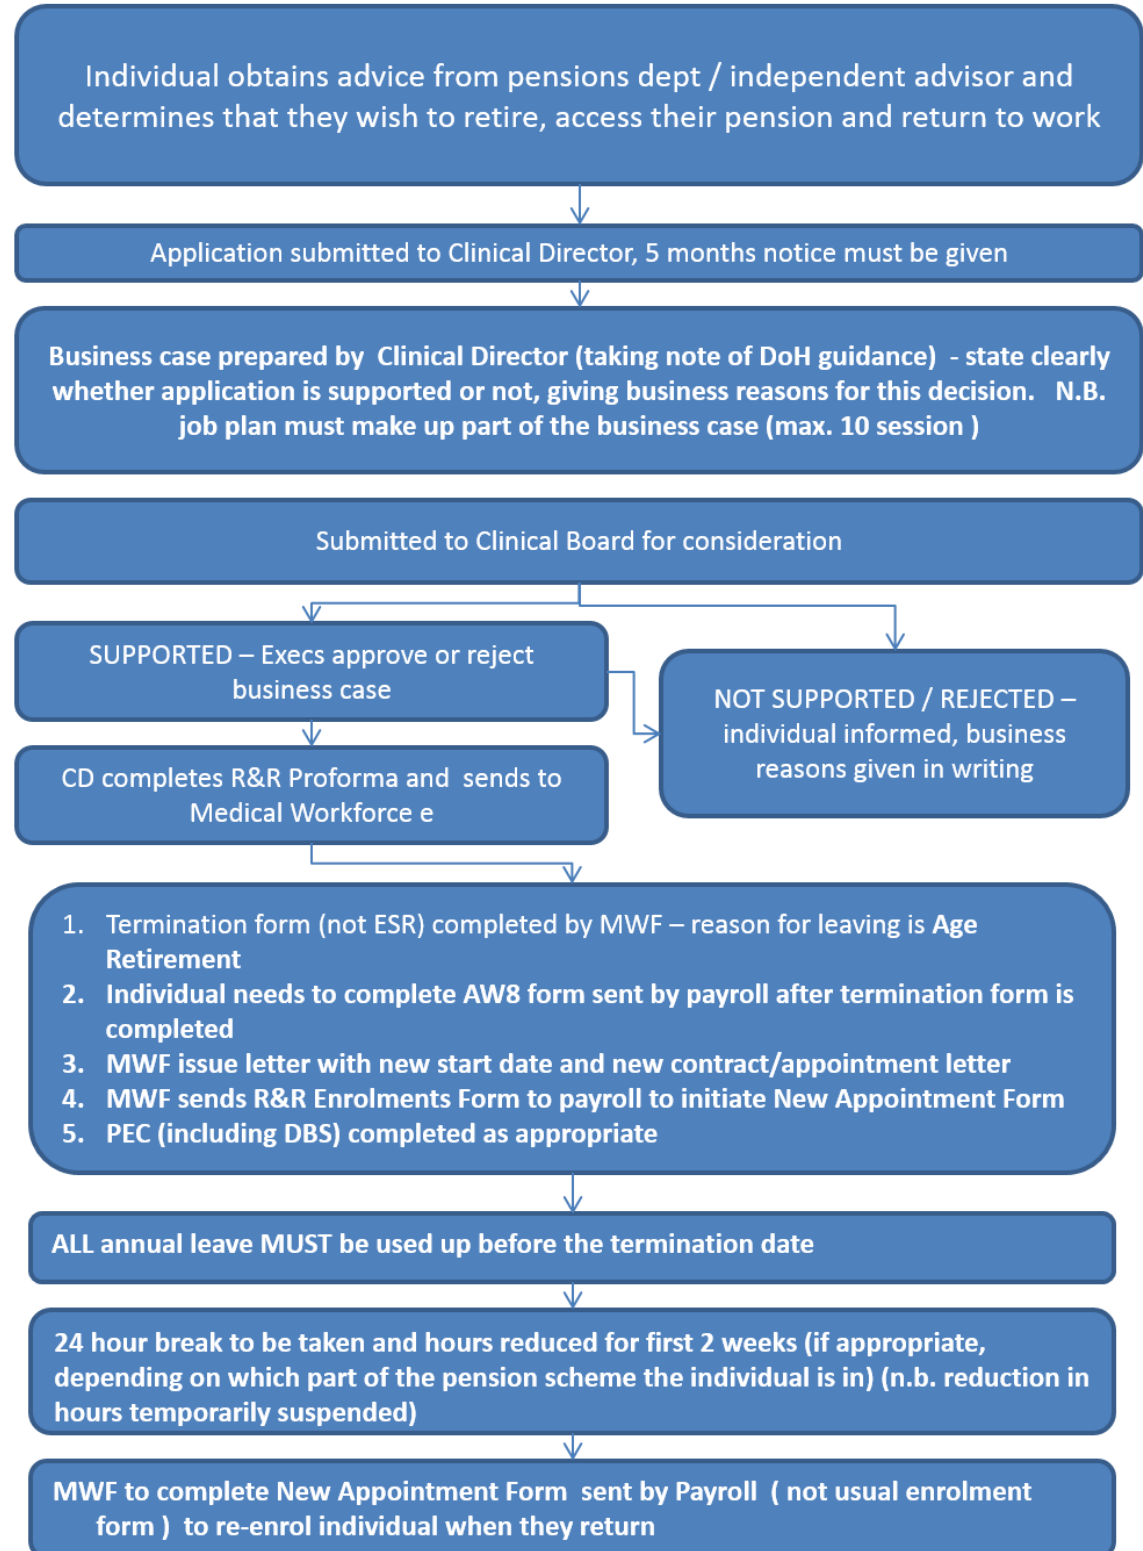 Individual obtains advice from pensions dept / independent advisor and
determines that they wish to retire, access their pension and return to work
Application submitted to Clinical Director, 5 months notice must be given
Business case prepared by Clinical Director (taking note of DoH guidance) - state clearly
whether application is supported or not, giving business reasons for this decision. N.B.
job plan must make up part of the business case (max. 10 session )
Submitted to Clinical Board for consideration
SUPPORTED – Execs approve or reject
business case
NOT SUPPORTED / REJECTED –
individual informed, business
reasons given in writing
CD completes R&R Proforma and sends to
Medical Workforce e
1. Termination form (not ESR) completed by MWF – reason for leaving is Age
Retirement
2. Individual needs to complete AW8 form sent by payroll after termination form is
completed
3. MWF issue letter with new start date and new contract/appointment letter
4. MWF sends R&R Enrolments Form to payroll to initiate New Appointment Form
5. PEC (including DBS) completed as appropriate
ALL annual leave MUST be used up before the termination date
24 hour break to be taken and hours reduced for first 2 weeks (if appropriate,
depending on which part of the pension scheme the individual is in) (n.b. reduction in
hours temporarily suspended)
MWF to complete New Appointment Form sent by Payroll ( not usual enrolment
form ) to re-enrol individual when they return